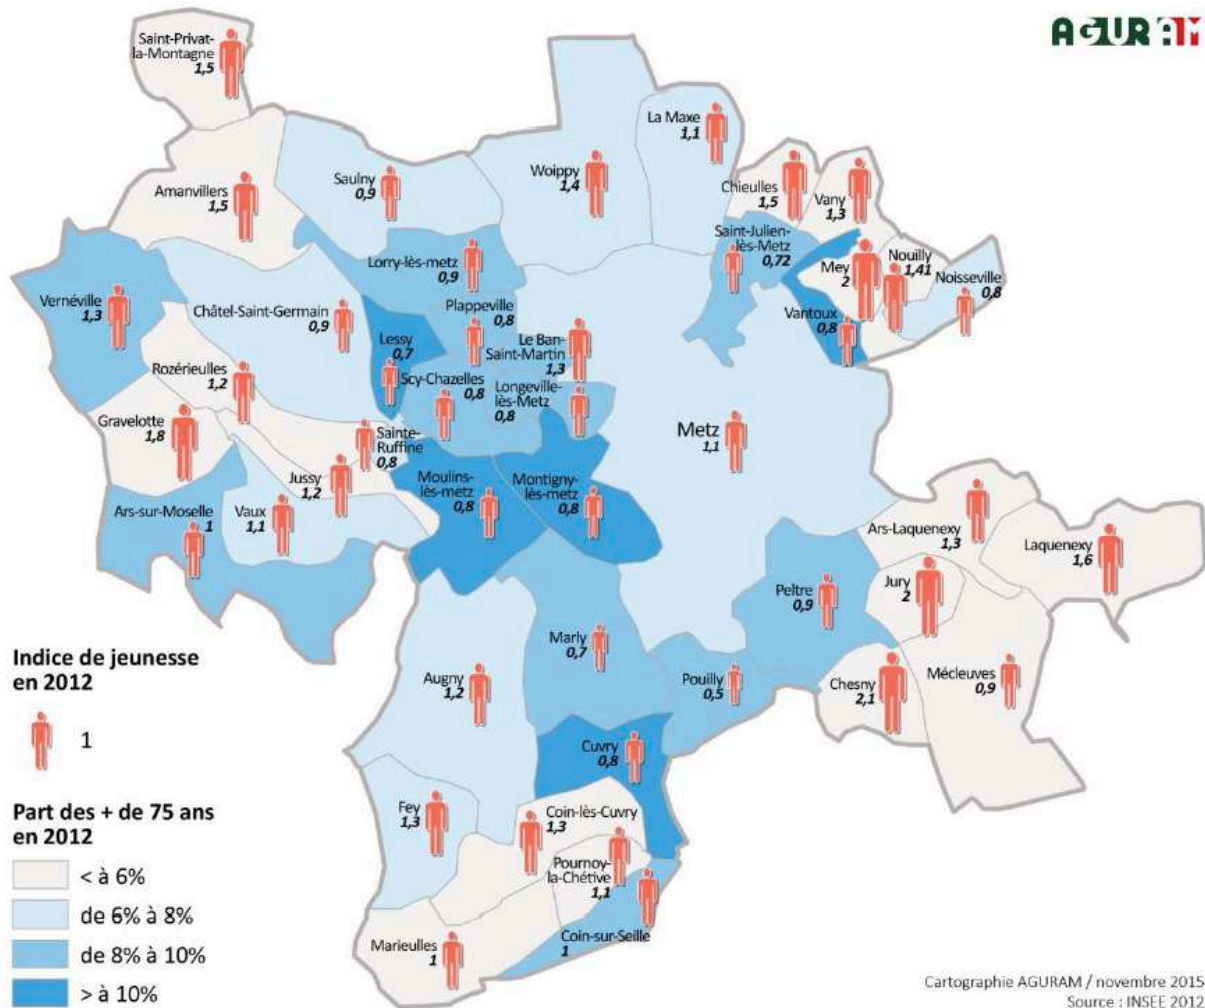 AGURAM
Saint-Privat-
la-Montagne
1,5
La Maxe
1,1
Woippy
1,4
Saulny
0,9
Amanvillers
1,5
Chieulles
1,5
Vany
1,3
Saint-Julien-
lès-Metz
0,72
Mey
2
Nouilly
1,41
Noisseville
0,8
Vantoux
0,8
Lorry-lès-metz
0,9
Vernéville
1,3
Châtel-Saint-Germain
0,9
Plappeville
0,8
Lessy
0,7
Le Ban-
Saint-Martin
1,3
Rozérieulles
1,2
Scy-Chazelles
0,8
Longeville-
lès-Metz
0,8
Gravelotte
1,8
Sainte-
Ruffine
0,8
Metz
1,1
Jussy
1,2
Moulins-
lès-metz
0,8
Montigny-
lès-metz
0,8
Ars-sur-Moselle
1
Vaux
1,1
Ars-Laquenexy
1,3
Laquenexy
1,6
Jury
2
Peltre
0,9
Marly
0,7
Pouilly
0,5
Chesny
2,1
Mécleuves
0,9
Augny
1,2
Cuvry
0,8
Fey
1,3
Coin-lès-Cuvry
1,3
Pournoy-
la-Chétive
1,1
Coin-sur-Seille
1
Marieulles
1
Indice de jeunesse
en 2012
1
Part des + de 75 ans
en 2012
< à 6%
de 6% à 8%
de 8% à 10%
> à 10%
Cartographie AGURAM / novembre 2015
Source : INSEE 2012